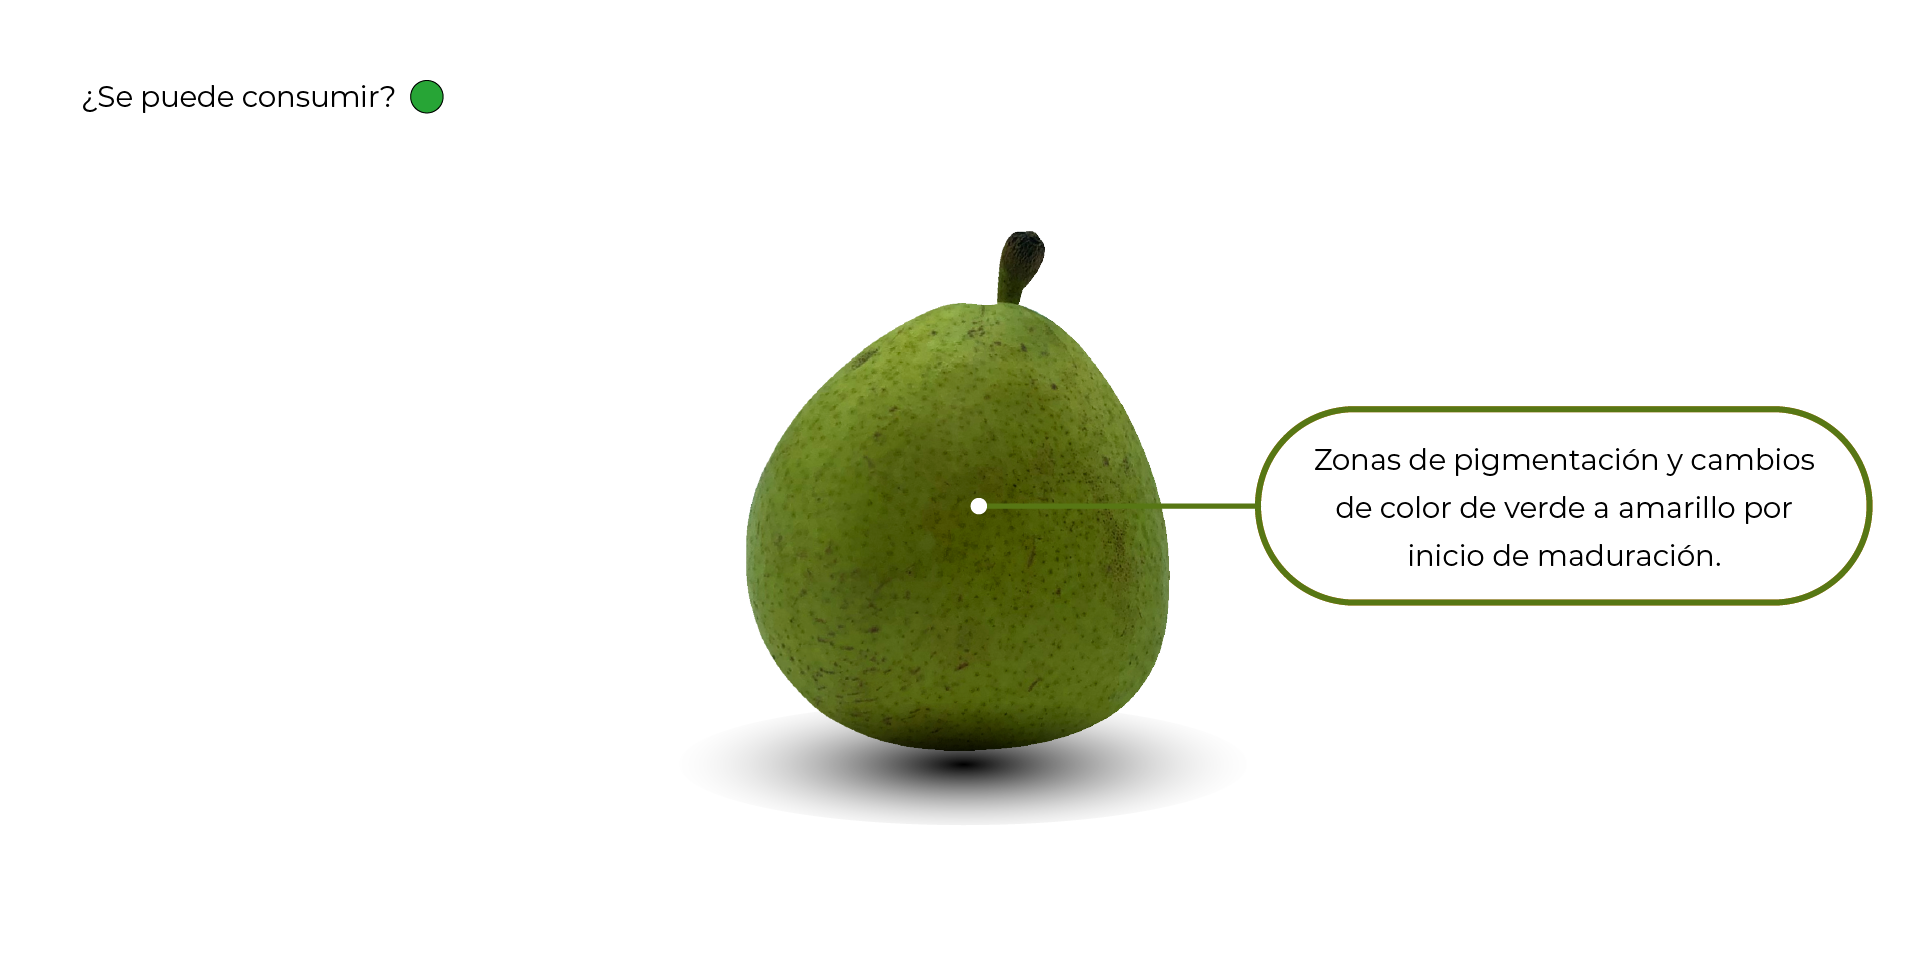 ¿Se puede consumir?
Zonas de pigmentación y cambios
de color de verde a amarillo por
inicio de maduración.